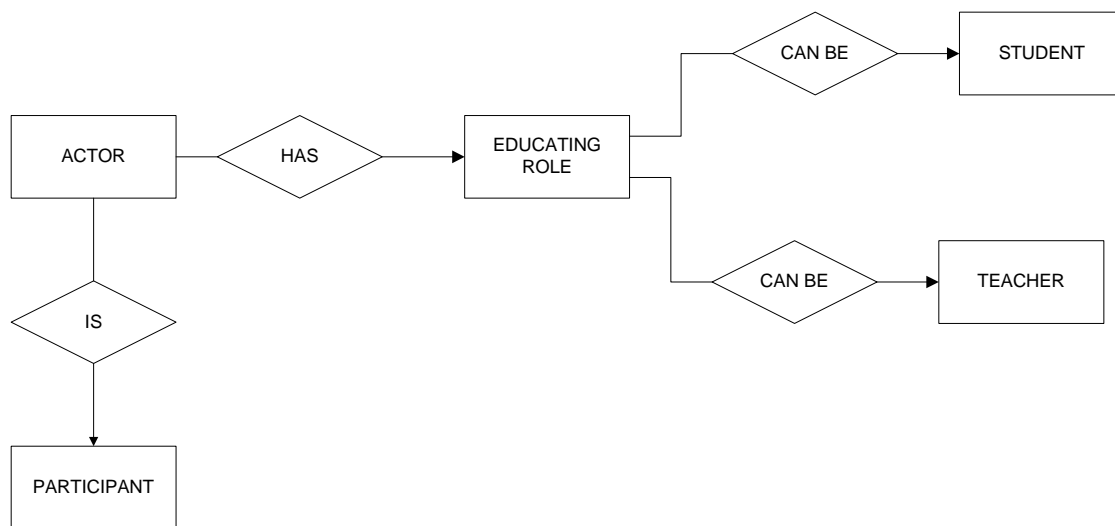 CAN BE
STUDENT
ACTOR
HAS
EDUCATING
ROLE
CAN BE
TEACHER
IS
PARTICIPANT